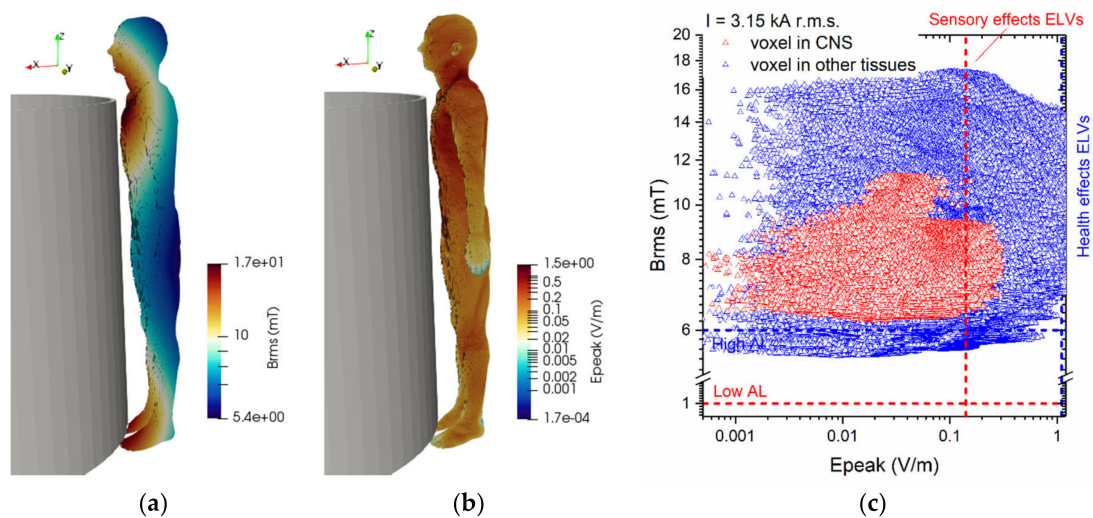 Z
X
Y
1.7e+01
10
5.4e+00
Brms (mT)
(a)
Z
X
Y
1.5e+00
0.5
0.2
0.1
0.05
0.02
0.01
0.005
0.002
0.001
1.7e-04
Epeak (V/m)
(b)
I = 3.15 kA r.m.s.
Sensory effects ELVs
voxel in CNS
voxel in other tissues
20
18
16
14
12
10
8
6
1
Brms (mT)
High AL
Low AL
Health effects ELVs
0.001
0.01
0.1
1
Epeak (V/m)
(c)